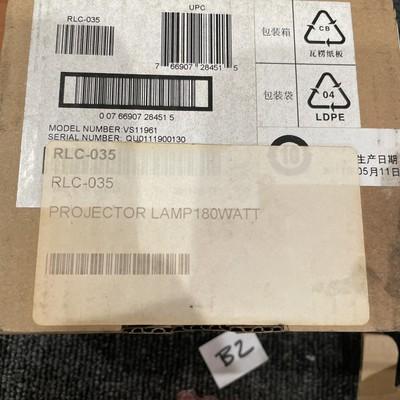 RLC-035
UPC
7 66907 28451 5
0 07 66907 28451 5
MODEL NUMBER:VS11961
SERIAL NUMBER: QU0111900130
包装箱
CB
瓦楞纸板
包装袋
04
LDPE
10
生产日期
05月11日
RLC-035
RLC-035
PROJECTOR LAMP180WATT
B2